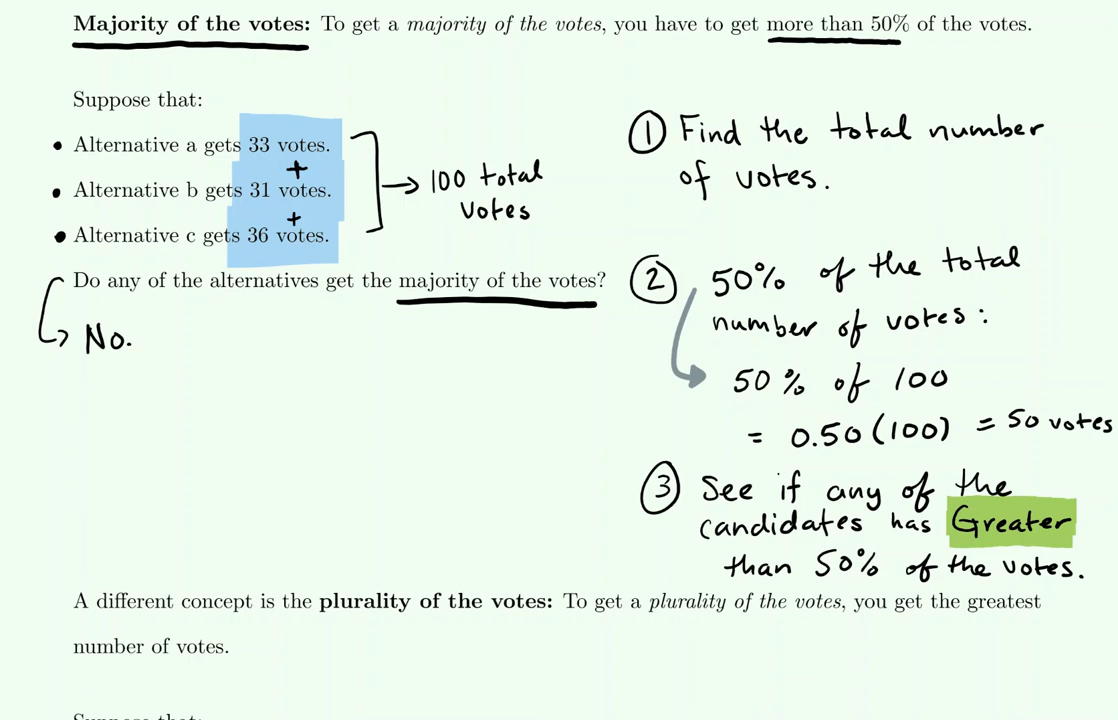 Majority of the votes: To get a majority of the votes, you have to get more than 50% of the votes.
Suppose that:
• Alternative a gets 33 votes.
+
• Alternative b gets 31 votes.
+
• Alternative c gets 36 votes.
→ 100 total
votes
Do any of the alternatives get the majority of the votes?
No.
① Find the total number
of votes.
② 50% of the total
number of votes:
50% of 100
= 0.50(100) = 50 votes
③ See if any of the
candidates has Greater
than 50% of the votes.
A different concept is the plurality of the votes: To get a plurality of the votes, you get the greatest
number of votes.
Suppose that: